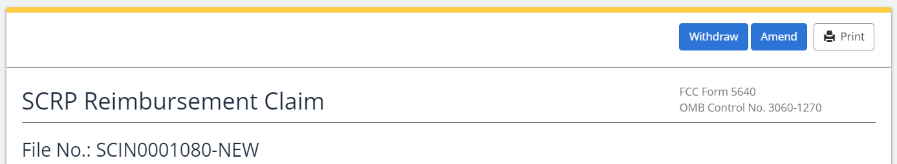 Withdraw Amend Print
SCRP Reimbursement Claim
FCC Form 5640
OMB Control No. 3060-1270
File No.: SCIN0001080-NEW